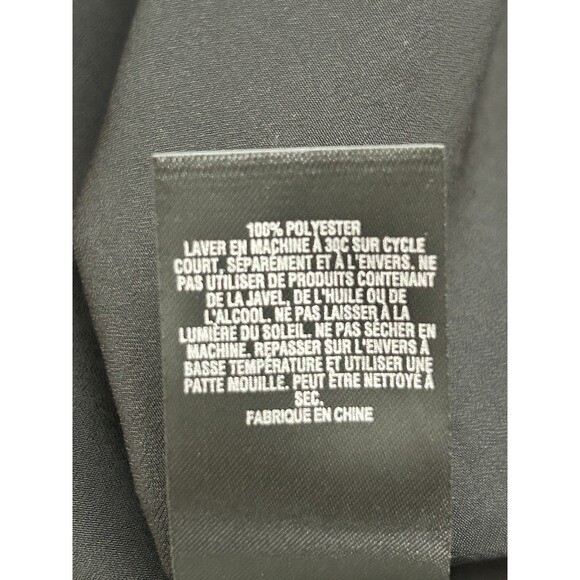 100% POLYESTER
LAVER EN MACHINE À 30C SUR CYCLE
COURT, SÉPARÉMENT ET À L'ENVERS. NE
PAS UTILISER DE PRODUITS CONTENANT
DE LA JAVEL, DE L'HUILE OU DE
L'ALCOOL. NE PAS LAISSER À LA
LUMIÈRE DU SOLEIL. NE PAS SÉCHER EN
MACHINE. REPASSER SUR L'ENVERS À
BASSE TEMPÉRATURE ET UTILISER UNE
PATTE MOUILLE. PEUT ÊTRE NETTOYÉ À
SEC.
FABRIQUE EN CHINE